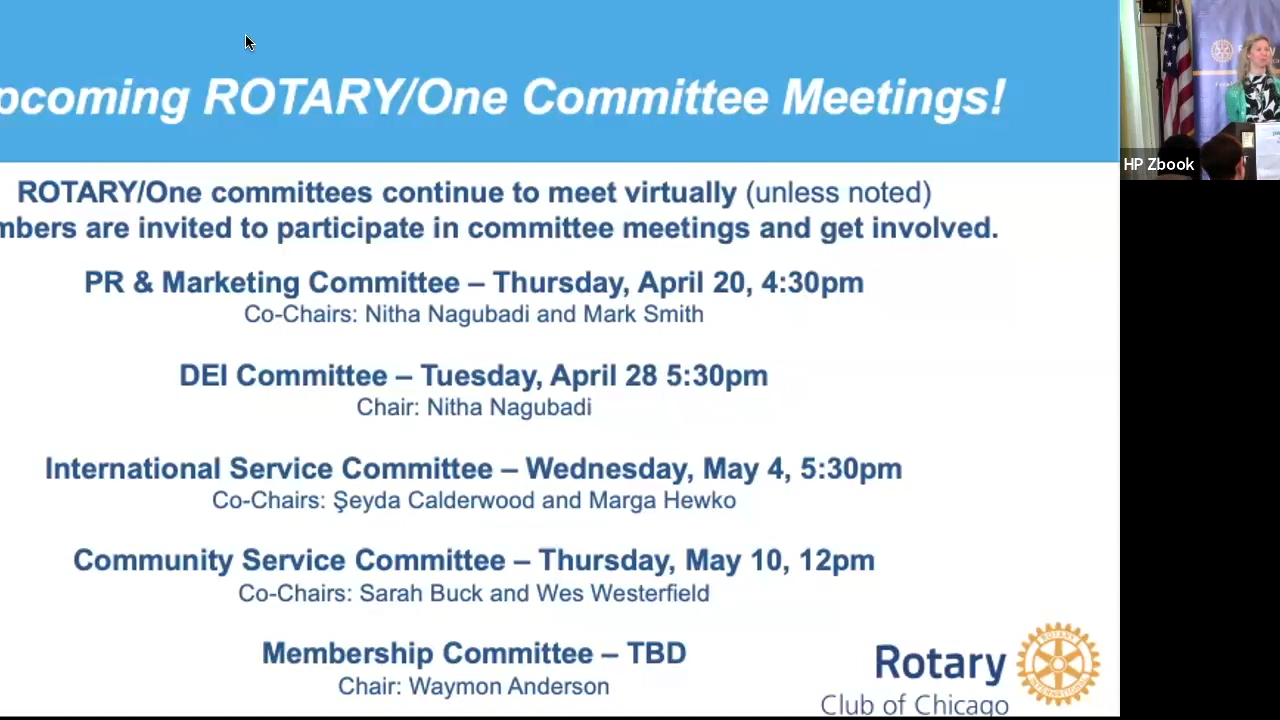 pcoming ROTARY/One Committee Meetings!
ROTARY/One committees continue to meet virtually (unless noted)
mbers are invited to participate in committee meetings and get involved.
PR & Marketing Committee – Thursday, April 20, 4:30pm
Co-Chairs: Nitha Nagubadi and Mark Smith
DEI Committee – Tuesday, April 28 5:30pm
Chair: Nitha Nagubadi
International Service Committee – Wednesday, May 4, 5:30pm
Co-Chairs: Şeyda Calderwood and Marga Hewko
Community Service Committee – Thursday, May 10, 12pm
Co-Chairs: Sarah Buck and Wes Westerfield
Membership Committee – TBD
Chair: Waymon Anderson
Rotary
Club of Chicago
ROTARY
INTERNATIONAL
HP Zbook